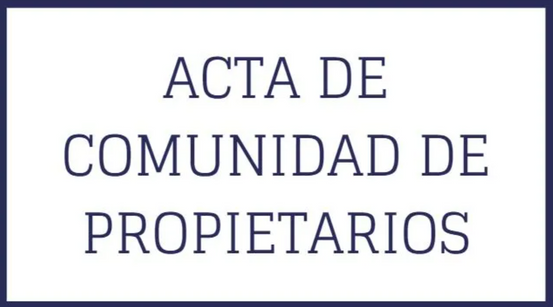 ACTA DE
COMUNIDAD DE
PROPIETARIOS